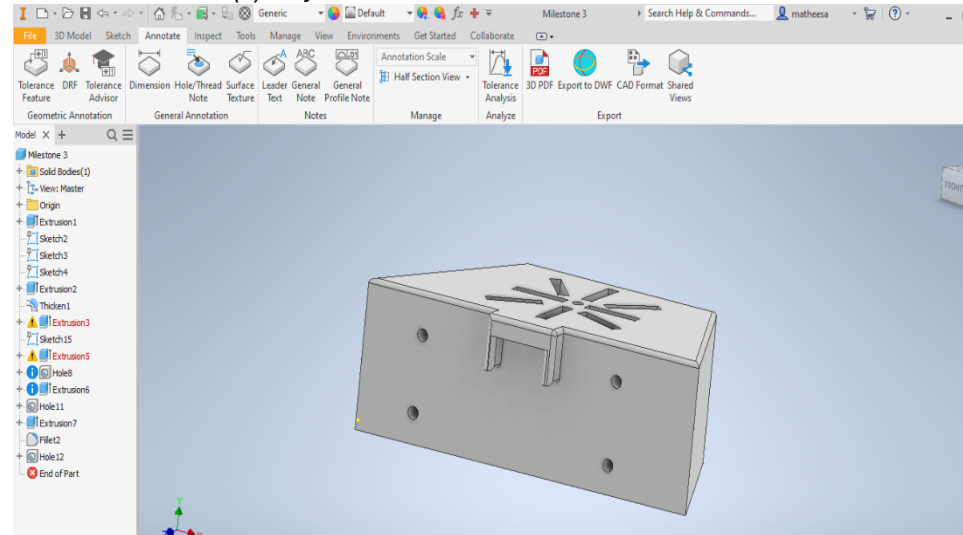 Generic
Default
fx
Milestone 3
Search Help & Commands...
matheesa
File 3D Model Sketch Annotate Inspect Tools Manage View Environments Get Started Collaborate
Tolerance Feature
DRF
Tolerance Advisor
Dimension
Hole/Thread Note
Surface Texture
Leader Text
ABC
General Note
General Profile Note
Annotation Scale
Half Section View
Tolerance Analysis
PDF
3D PDF
Export to DWF
CAD Format
Shared Views
Geometric Annotation
General Annotation
Notes
Manage
Analyze
Export
Model
Milestone 3
Solid Bodies(1)
View: Master
Origin
Extrusion1
Sketch2
Sketch3
Sketch4
Extrusion2
Thicken1
Extrusion3
Sketch15
Extrusion5
Hole8
Extrusion6
Hole11
Extrusion7
Fillet2
Hole12
End of Part
FRONT
Y